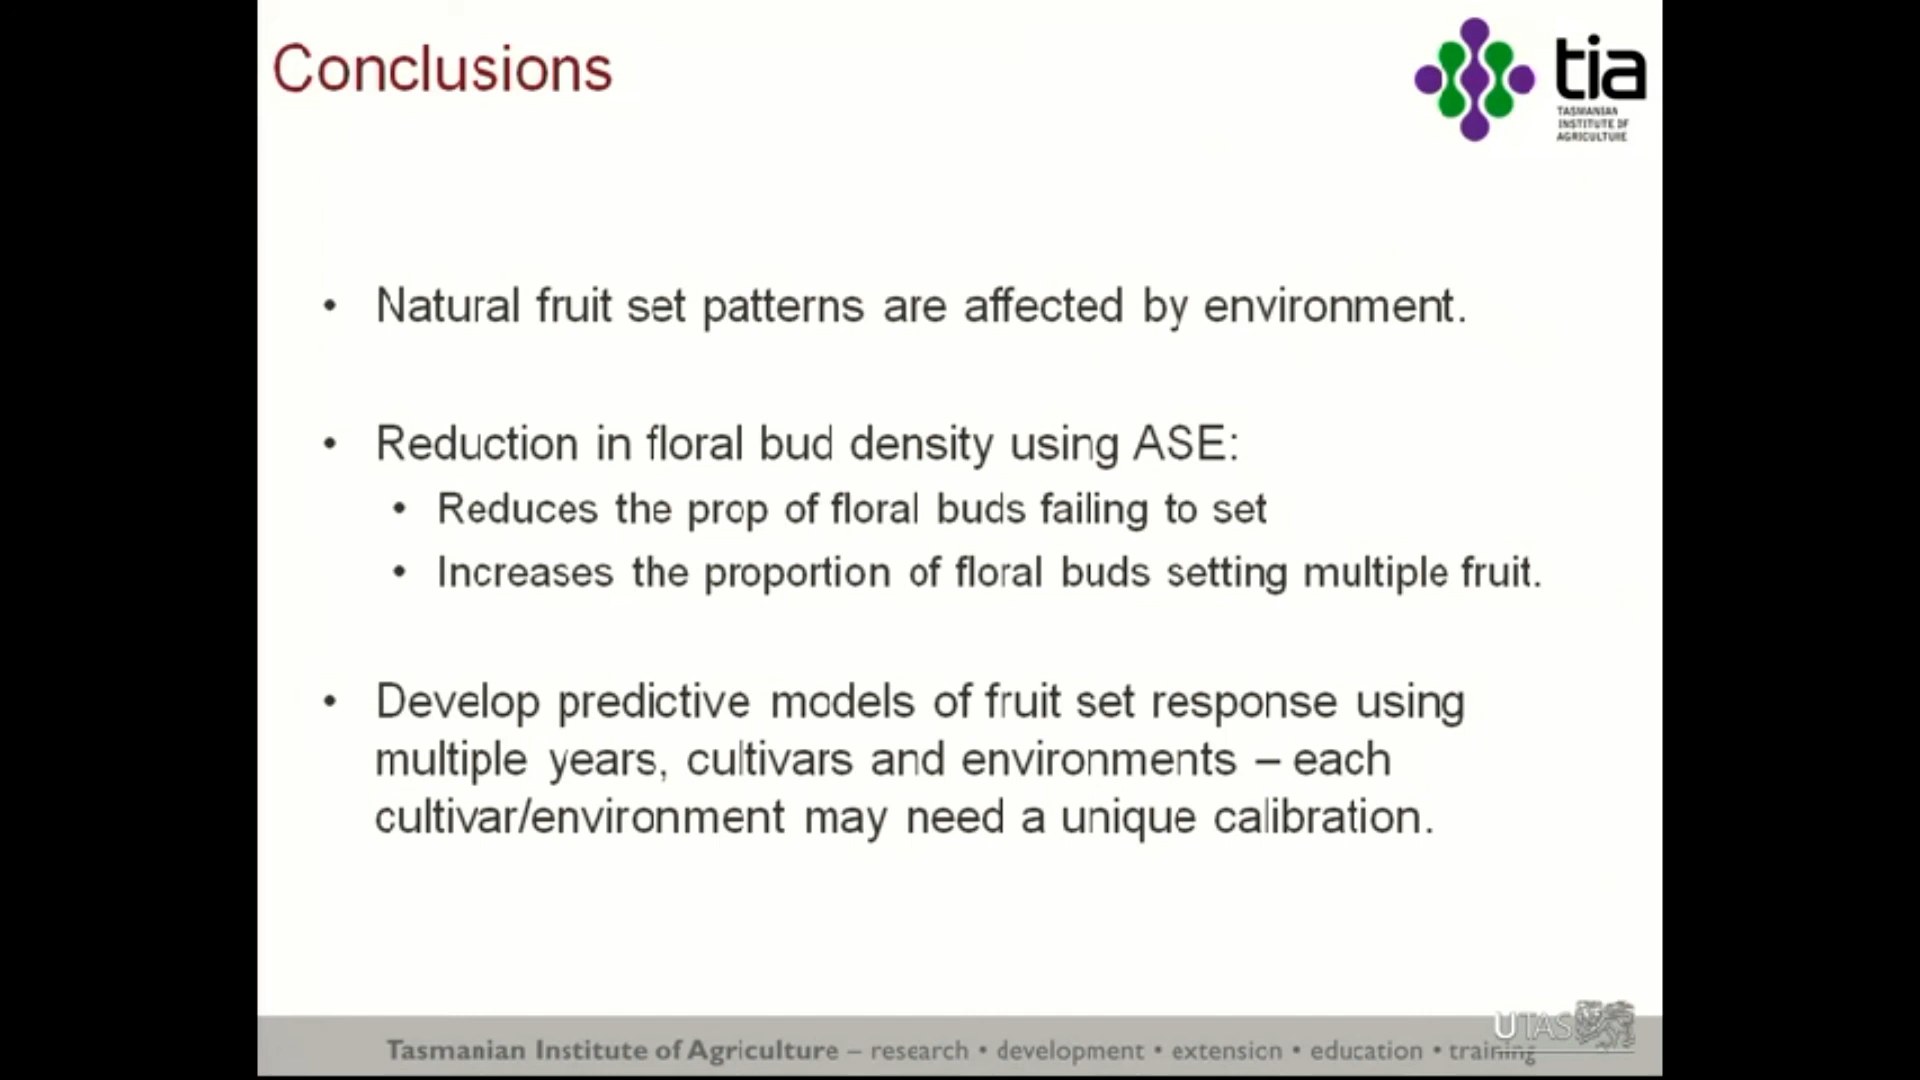 Conclusions
tia
TASMANIAN
INSTITUTE OF
AGRICULTURE
• Natural fruit set patterns are affected by environment.
• Reduction in floral bud density using ASE:
• Reduces the prop of floral buds failing to set
• Increases the proportion of floral buds setting multiple fruit.
• Develop predictive models of fruit set response using
multiple years, cultivars and environments – each
cultivar/environment may need a unique calibration.
UTAS
Tasmanian Institute of Agriculture – research • development • extension • education • training